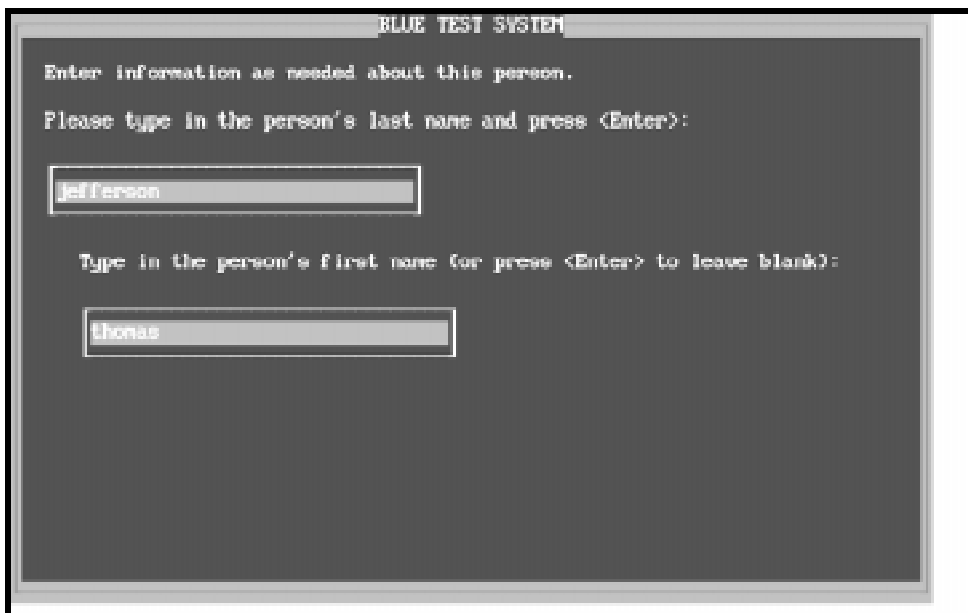 BLUE TEST SYSTEM
Enter information as needed about this person.
Please type in the person's last name and press <Enter>:
jefferson
Type in the person's first name (or press <Enter> to leave blank):
thomas